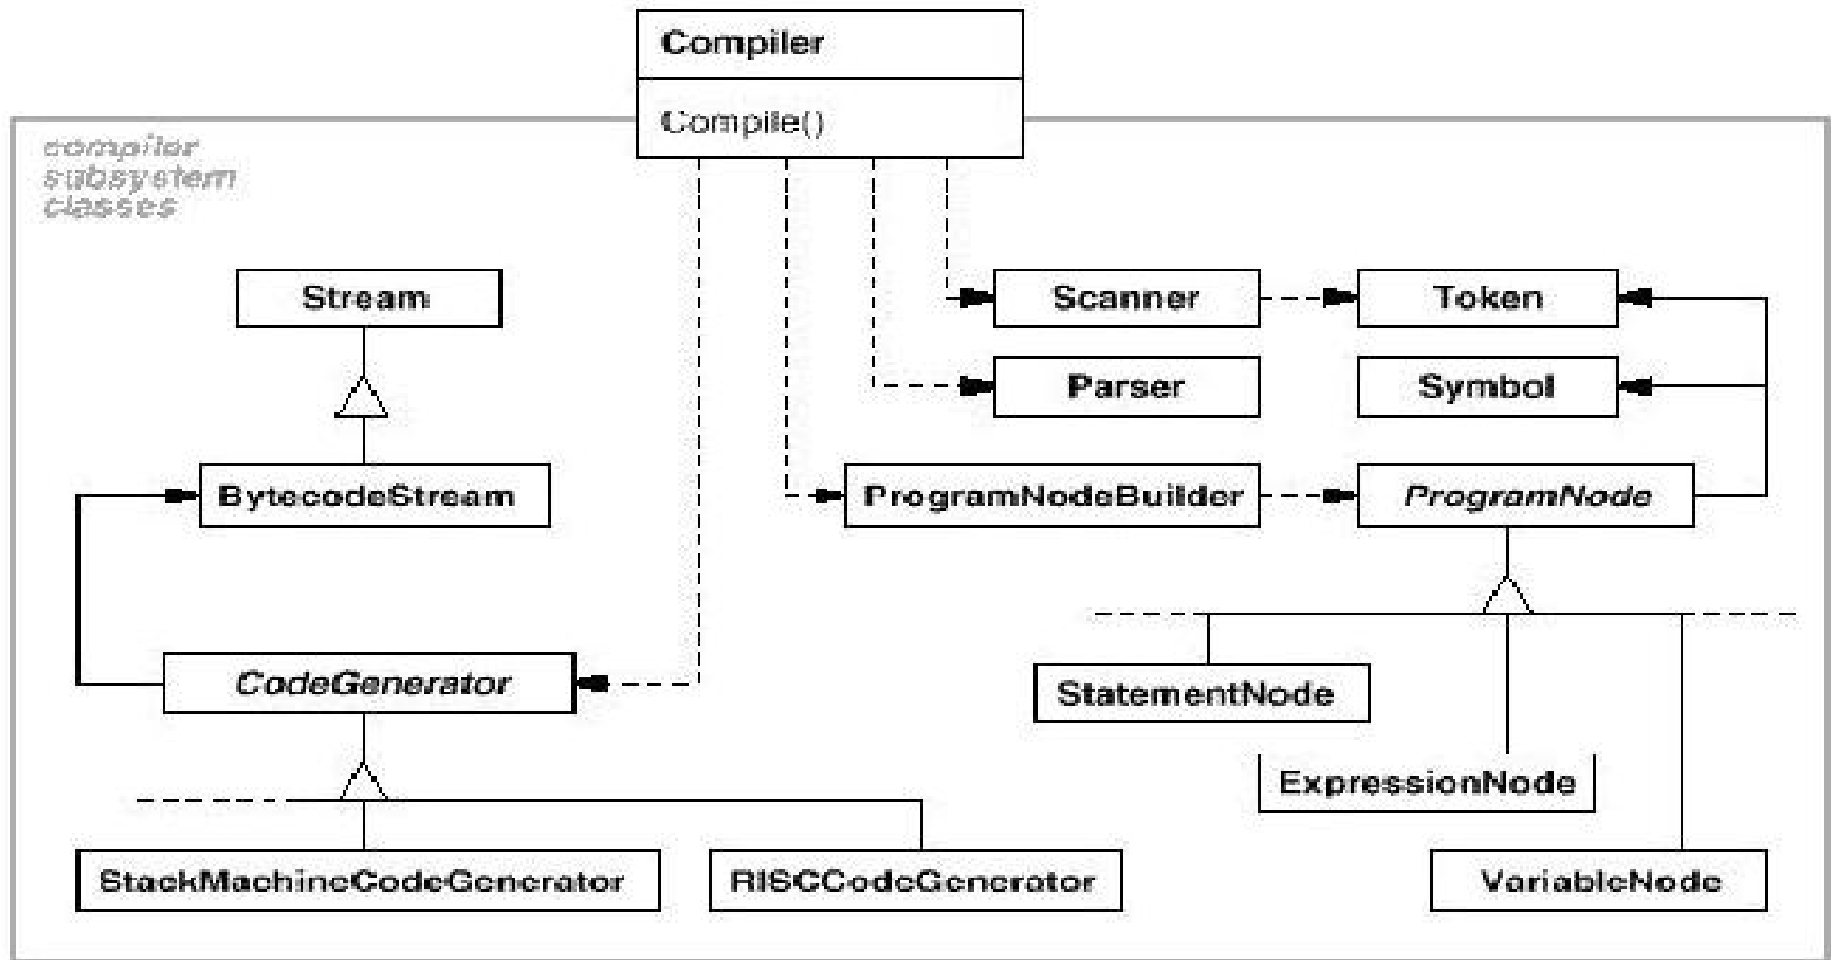 Compiler
Compile()
compiler
subsystem
classes
Stream
Scanner
Token
Parser
Symbol
BytecodeStream
ProgramNodeBuilder
ProgramNode
CodeGenerator
StatementNode
ExpressionNode
StackMachineCodeGenerator
RISCCodeGenerator
VariableNode